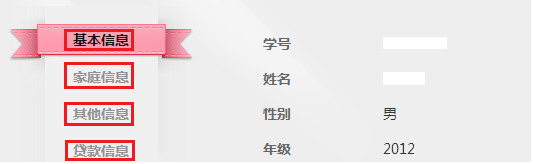 基本信息
家庭信息
其他信息
贷款信息
学号
姓名
性别 男
年级 2012